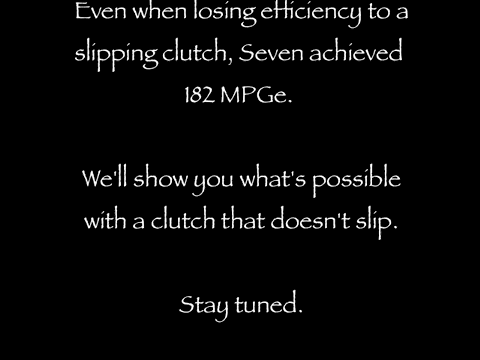 Even when losing efficiency to a
slipping clutch, Seven achieved
182 MPGe.
We'll show you what's possible
with a clutch that doesn't slip.
Stay tuned.